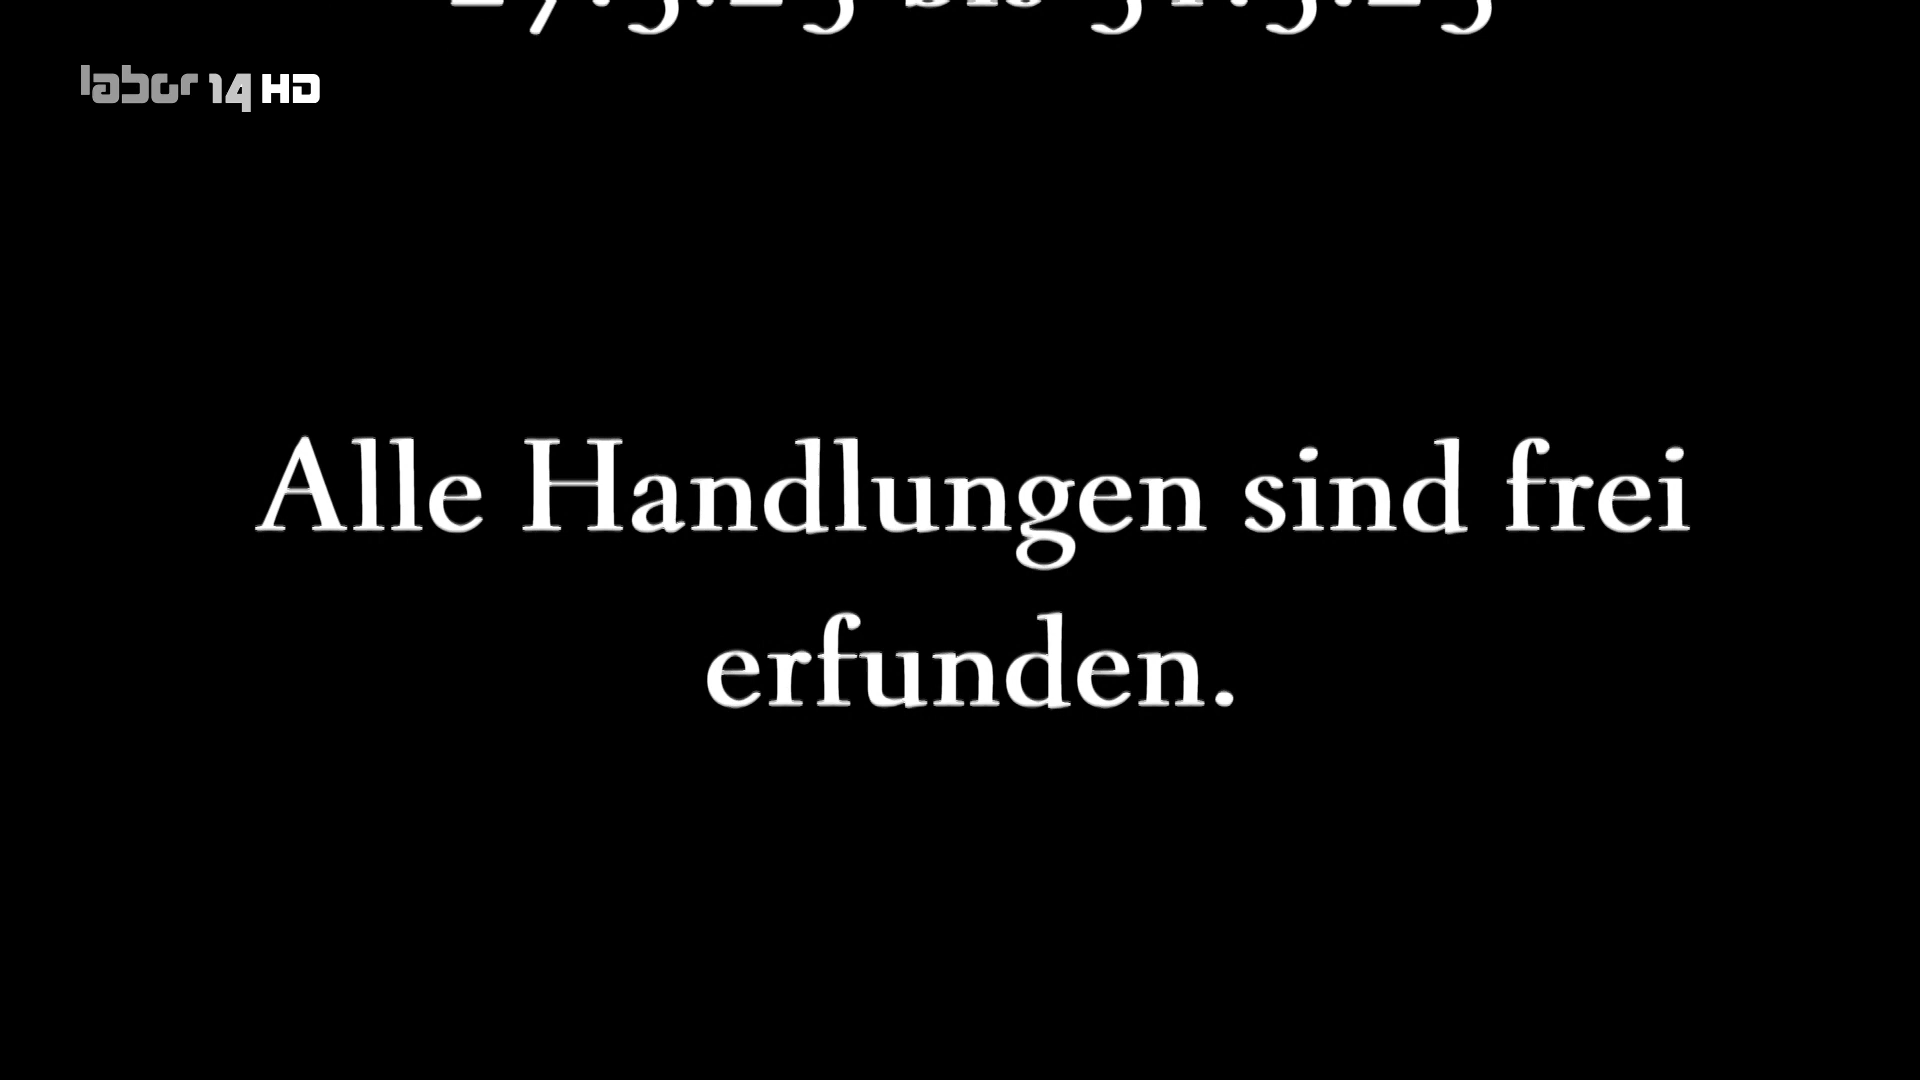 labor 14 HD
Alle Handlungen sind frei
erfunden.